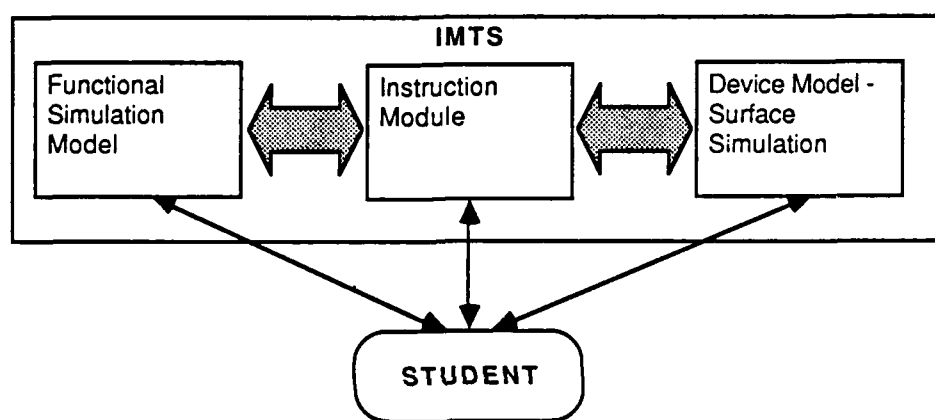 IMTS
Functional
Simulation
Model
Instruction
Module
Device Model -
Surface
Simulation
STUDENT